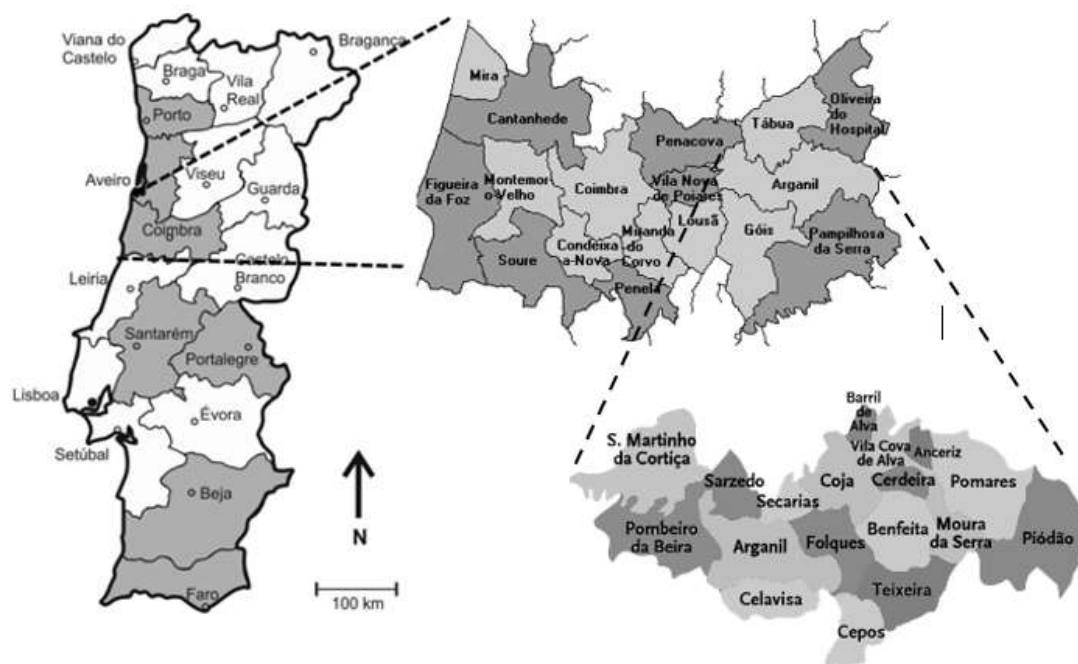 Viana do
Castelo
Bragança
Braga
Vila
Real
Porto
Aveiro
Viseu
Guarda
Coimbra
Castelo
Branco
Leiria
Santarém
Portalegre
Lisboa
Évora
Setúbal
Beja
Faro
N
100 km
Mira
Cantanhede
Oliveira
do
Hospital
Tábua
Penacova
Figueira
da Foz
Montemor-
o-Velho
Coimbra
Vila Nova
de Poiares
Arganil
Lousã
Góis
Pampilhosa
da Serra
Miranda
do
Corvo
Condeixa
a-Nova
Soure
Penela
Barril
de
Alva
S. Martinho
da Cortiça
Vila Cova
de Alva
Anceriz
Sarzedo
Secarias
Coja
Cerdeira
Pomares
Pombeiro
da Beira
Arganil
Folques
Benfeita
Moura
da Serra
Piódão
Celavisa
Teixeira
Cepos